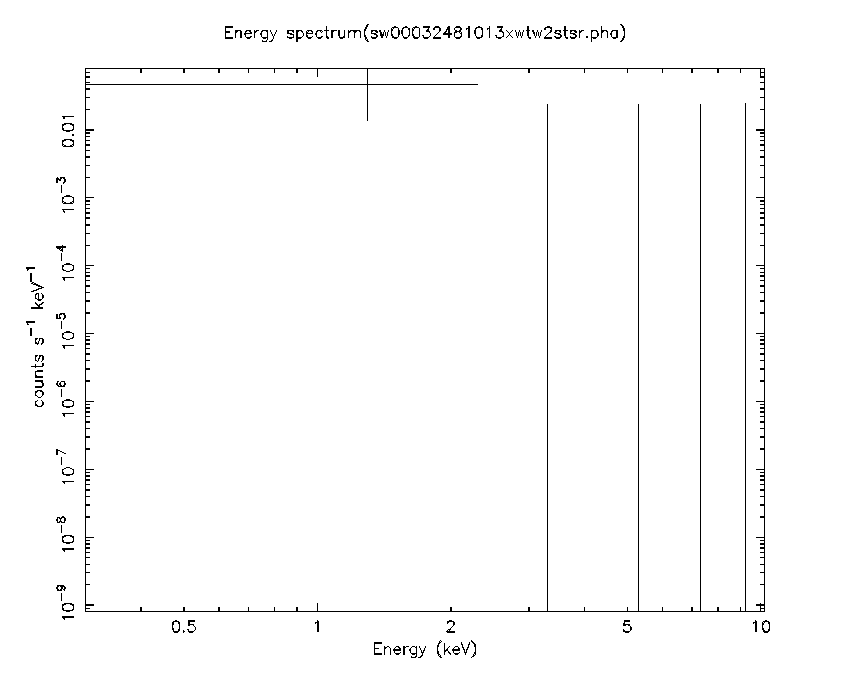 Energy spectrum(sw00032481013xwtw2stsr.pha)
0.01
10⁻³
10⁻⁴
10⁻⁵
10⁻⁶
10⁻⁷
10⁻⁸
10⁻⁹
counts s⁻¹ keV⁻¹
0.5 1 2 5 10
Energy (keV)